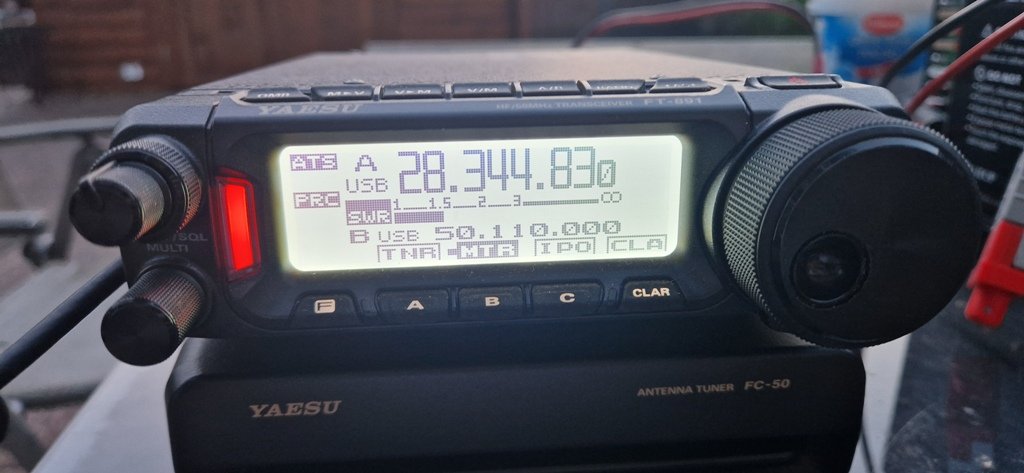 YAESU HF/50MHz TRANSCEIVER FT-891
ATS A 28.344.830
USB
PRC 1 1.5 2 3 ∞
SWR
B USB 50.110.000
TNR MTR IPO CLA
MULTI
F A B C CLAR
YAESU ANTENNA TUNER FC-50